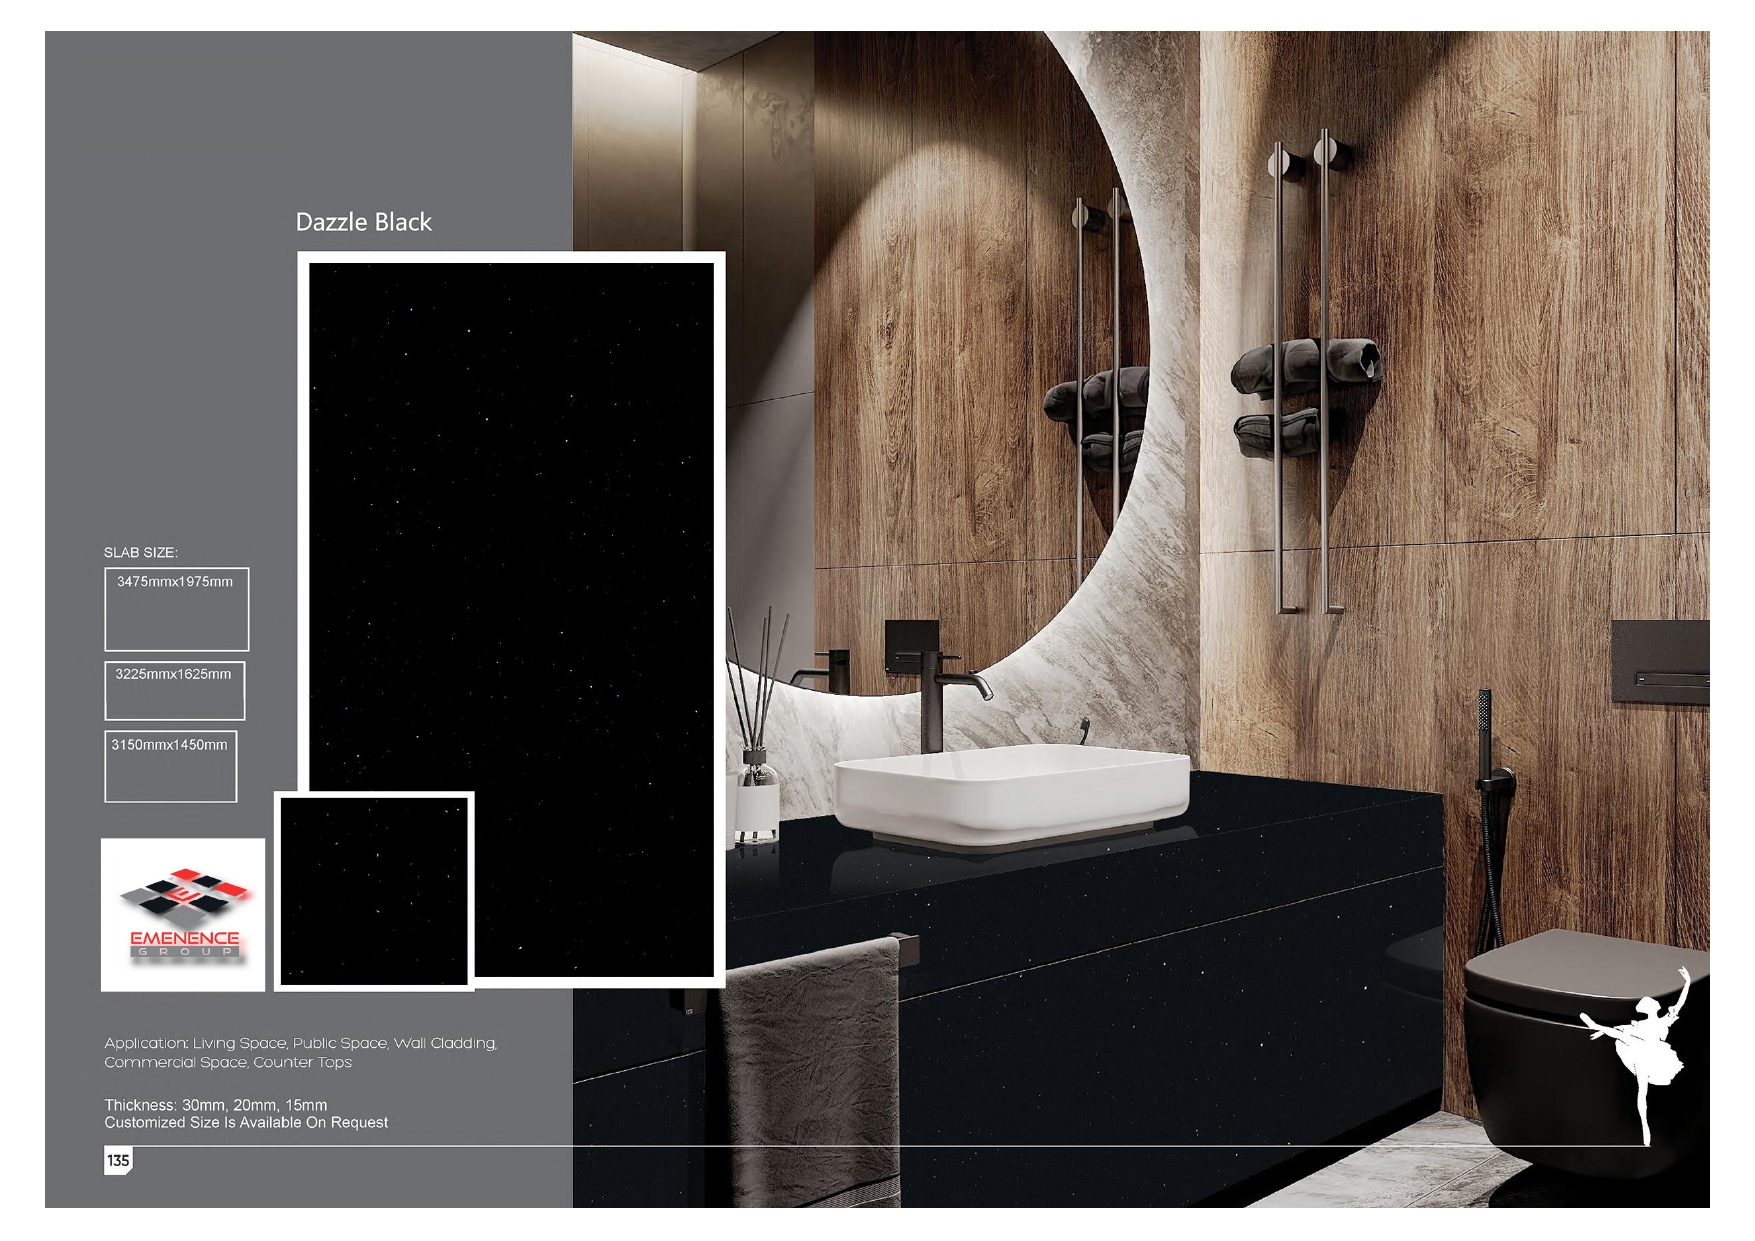 Dazzle Black
SLAB SIZE:
3475mmx1975mm
3225mmx1625mm
3150mmx1450mm
EMENENCE
GROUP
Application: Living Space, Public Space, Wall Cladding,
Commercial Space, Counter Tops
Thickness: 30mm, 20mm, 15mm
Customized Size Is Available On Request
135